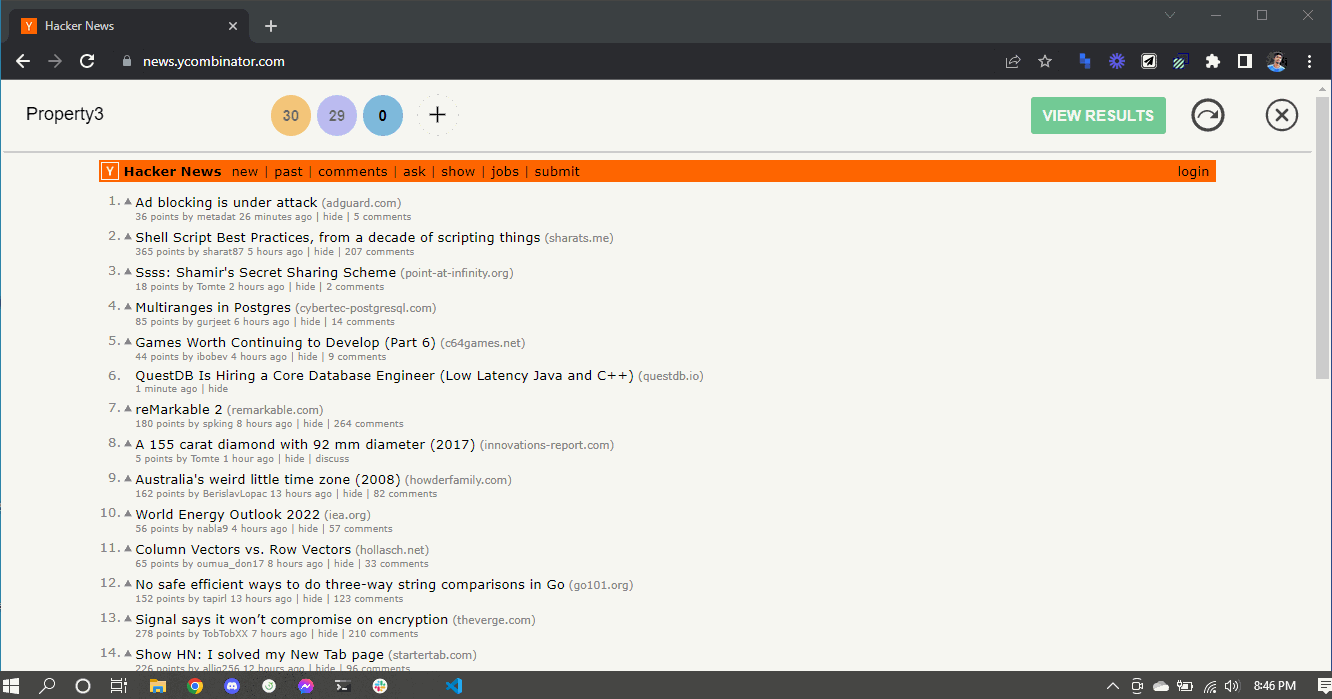 Y Hacker News
news.ycombinator.com
Property3 30 29 0 + VIEW RESULTS
Y Hacker News new | past | comments | ask | show | jobs | submit login
1. Ad blocking is under attack (adguard.com)
36 points by metadat 26 minutes ago | hide | 5 comments
2. Shell Script Best Practices, from a decade of scripting things (sharats.me)
365 points by sharat87 5 hours ago | hide | 207 comments
3. Ssss: Shamir's Secret Sharing Scheme (point-at-infinity.org)
18 points by Tomte 2 hours ago | hide | 2 comments
4. Multiranges in Postgres (cybertec-postgresql.com)
85 points by gurjeet 6 hours ago | hide | 14 comments
5. Games Worth Continuing to Develop (Part 6) (c64games.net)
44 points by ibobev 4 hours ago | hide | 9 comments
6. QuestDB Is Hiring a Core Database Engineer (Low Latency Java and C++) (questdb.io)
1 minute ago | hide
7. reMarkable 2 (remarkable.com)
180 points by spking 8 hours ago | hide | 264 comments
8. A 155 carat diamond with 92 mm diameter (2017) (innovations-report.com)
5 points by Tomte 1 hour ago | hide | discuss
9. Australia's weird little time zone (2008) (howderfamily.com)
162 points by BerislavLopac 13 hours ago | hide | 82 comments
10. World Energy Outlook 2022 (iea.org)
56 points by nabla9 4 hours ago | hide | 57 comments
11. Column Vectors vs. Row Vectors (hollasch.net)
65 points by oumua_don17 8 hours ago | hide | 33 comments
12. No safe efficient ways to do three-way string comparisons in Go (go101.org)
152 points by tapirl 13 hours ago | hide | 123 comments
13. Signal says it won’t compromise on encryption (theverge.com)
278 points by TobTobXX 7 hours ago | hide | 210 comments
14. Show HN: I solved my New Tab page (startertab.com)
226 points by allip256 12 hours ago | hide | 96 comments
8:46 PM